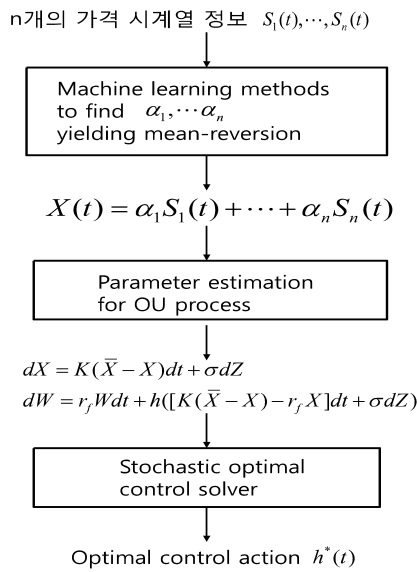 n개의 가격 시계열 정보 S₁(t),⋯,Sₙ(t)
Machine learning methods
to find α₁,⋯αₙ
yielding mean-reversion
X(t) = α₁S₁(t)+⋯+αₙSₙ(t)
Parameter estimation
for OU process
dX = K(X̄ − X)dt + σdZ
dW = r_f Wdt + h([K(X̄ − X) − r_f X]dt + σdZ)
Stochastic optimal
control solver
Optimal control action h*(t)